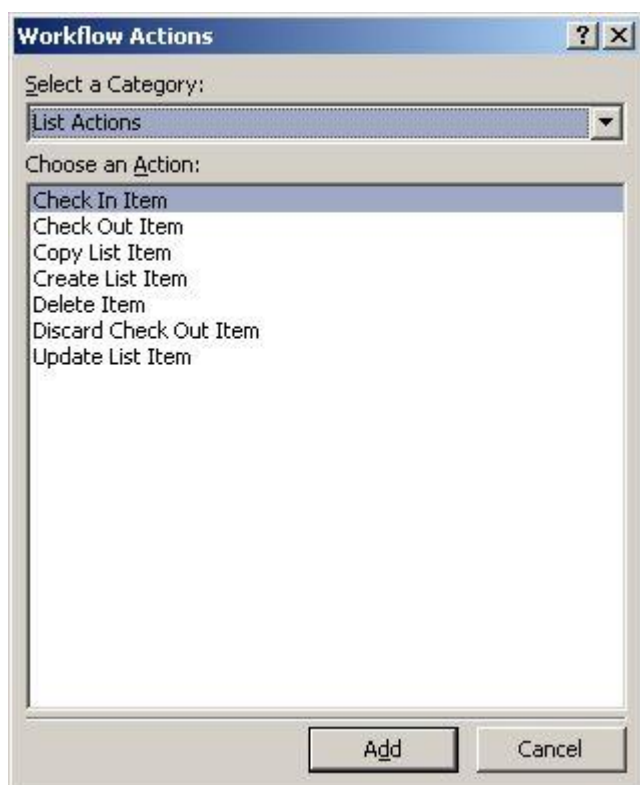 Workflow Actions
Select a Category:
List Actions
Choose an Action:
Check In Item
Check Out Item
Copy List Item
Create List Item
Delete Item
Discard Check Out Item
Update List Item
Add Cancel